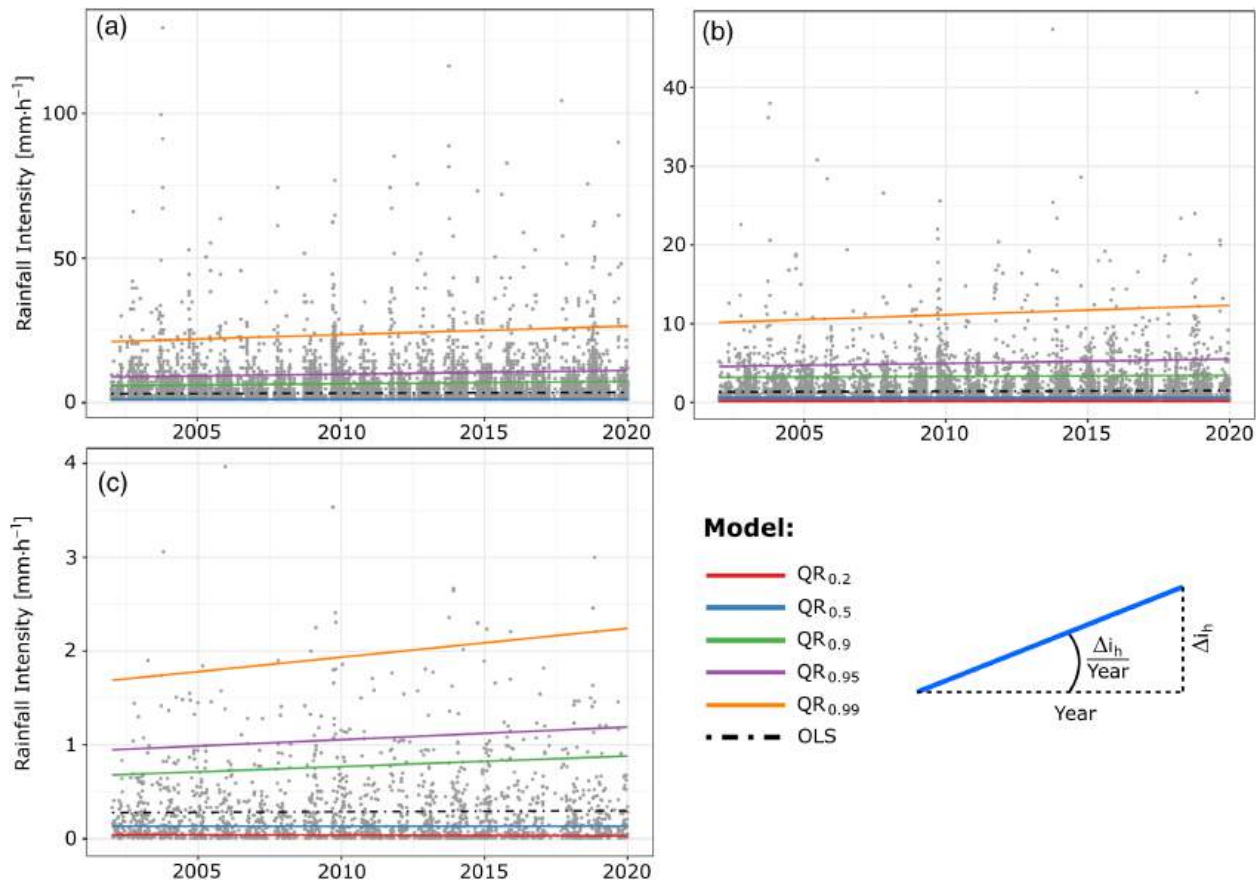 (a)
Rainfall Intensity [mm·h⁻¹]
100
50
0
2005 2010 2015 2020
(b)
40
30
20
10
0
2005 2010 2015 2020
(c)
Rainfall Intensity [mm·h⁻¹]
4
3
2
1
0
2005 2010 2015 2020
Model:
QR₀.₂
QR₀.₅
QR₀.₉
QR₀.₉₅
QR₀.₉₉
OLS
Δiₕ
Year
Δiₕ
Year